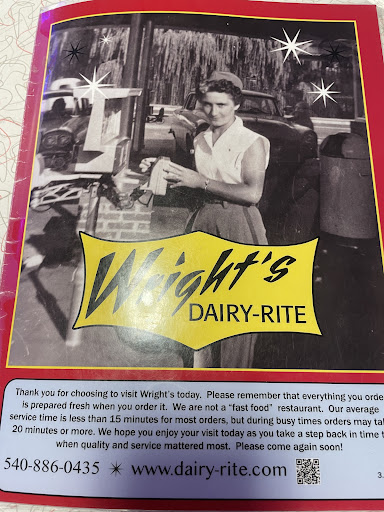 Wright's
DAIRY-RITE
Thank you for choosing to visit Wright's today. Please remember that everything you orde
is prepared fresh when you order it. We are not a "fast food" restaurant. Our average
service time is less than 15 minutes for most orders, but during busy times orders may tak
20 minutes or more. We hope you enjoy your visit today as you take a step back in time t
when quality and service mattered most. Please come again soon!
540-886-0435 ✴ www.dairy-rite.com
3.